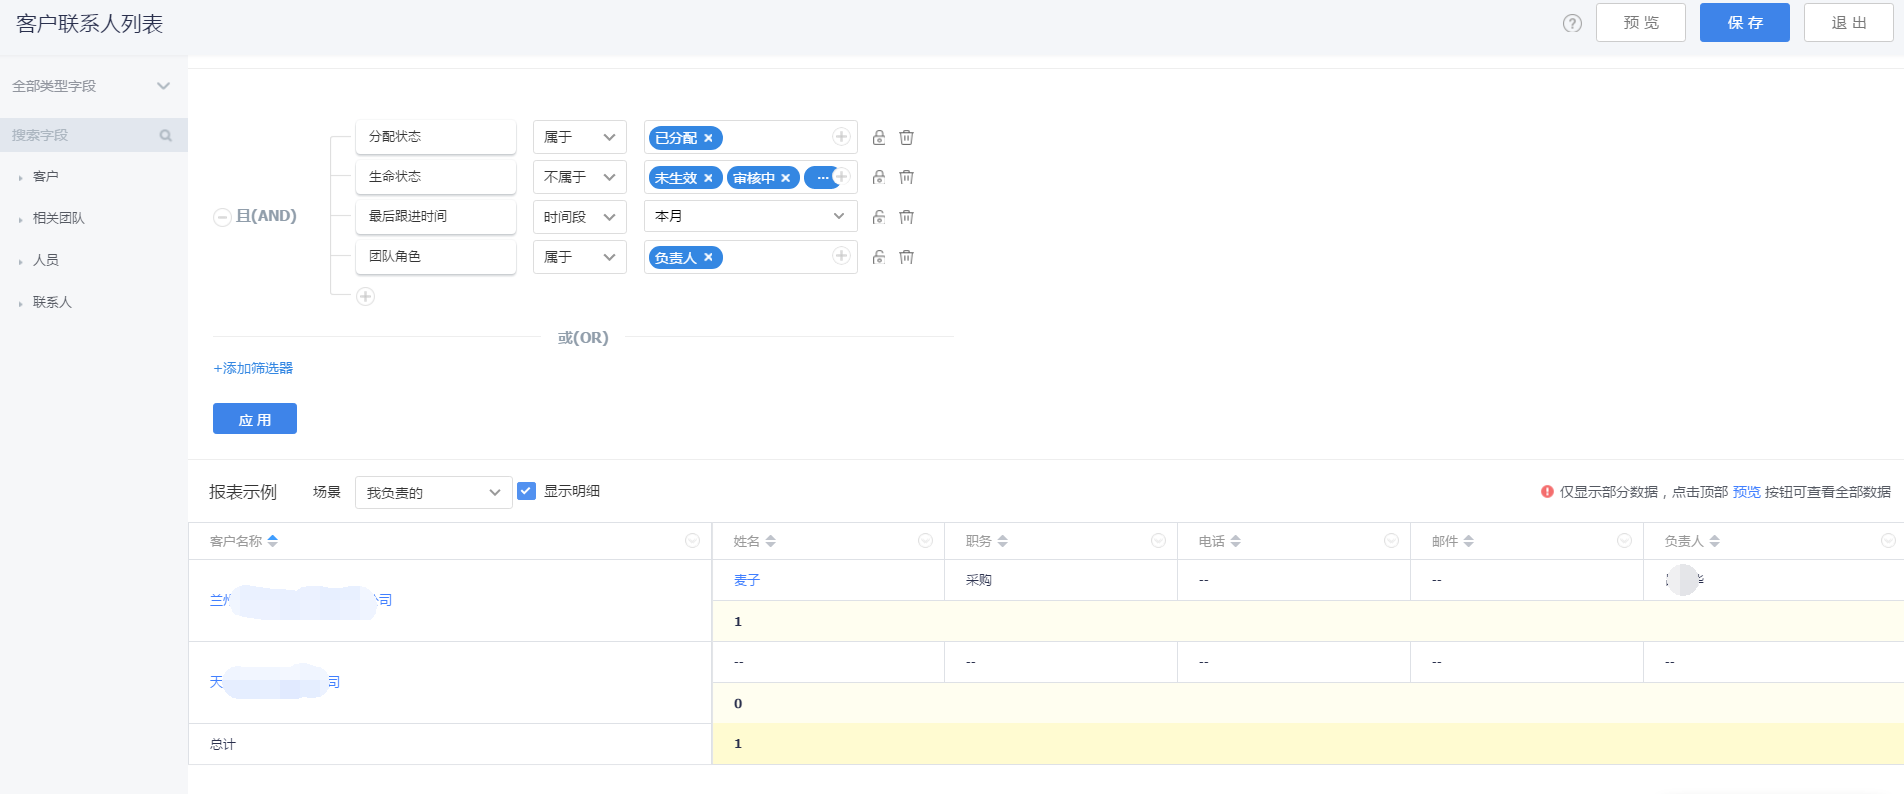 客户联系人列表
预 览
保 存
退 出
全部类型字段
搜索字段
客户
相关团队
人员
联系人
且(AND)
分配状态 属于 已分配
生命状态 不属于 未生效 审核中 ...
最后跟进时间 时间段 本月
团队角色 属于 负责人
或(OR)
+添加筛选器
应 用
报表示例 场景 我负责的 显示明细 仅显示部分数据，点击顶部 预览 按钮可查看全部数据
客户名称 姓名 职务 电话 邮件 负责人
兰 公司 麦子 采购 -- --
1
天 司 -- -- -- -- --
0
总计 1